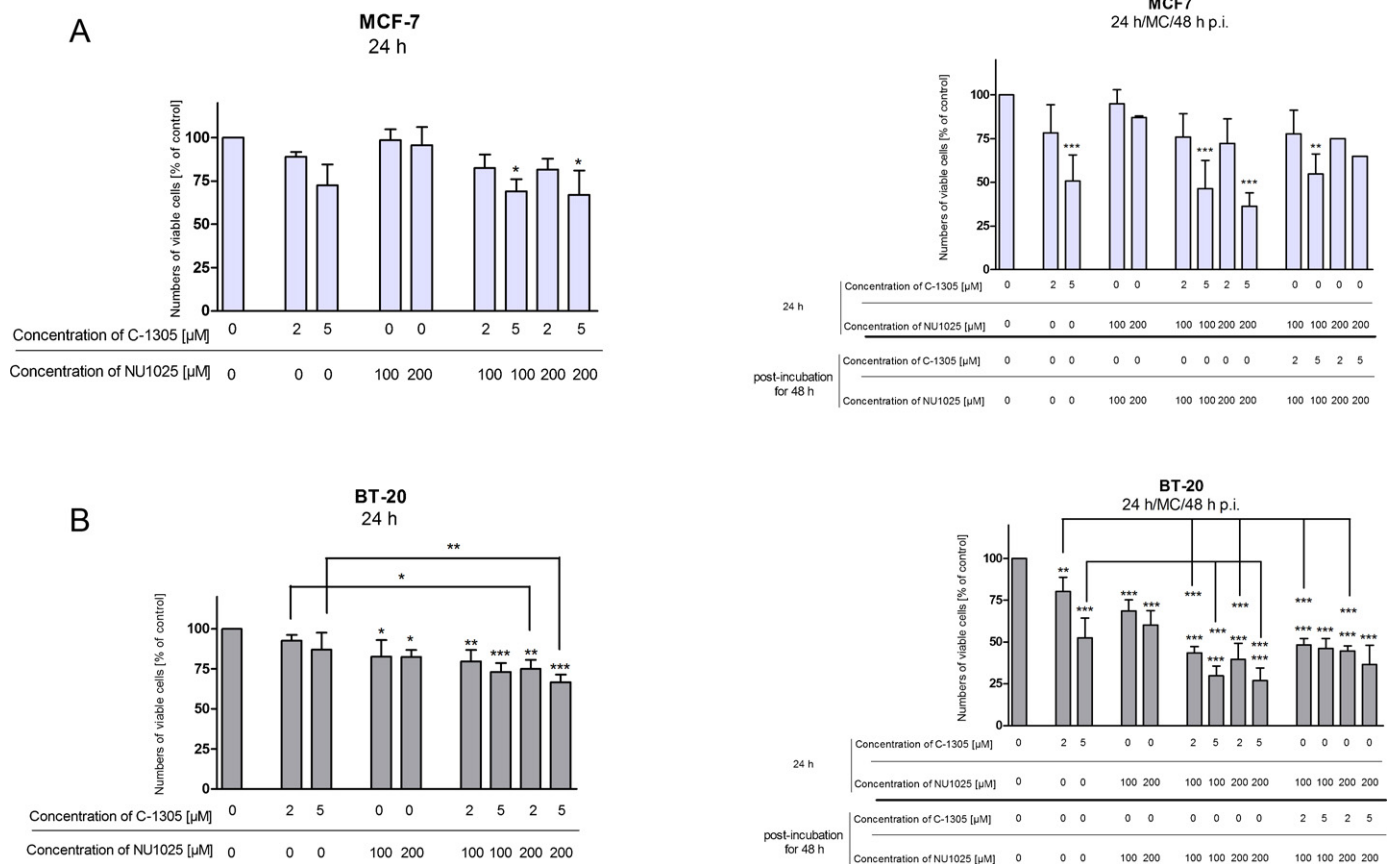 A
MCF-7
24 h
Numbers of viable cells [% of control]
100
75
50
25
0
* *
Concentration of C-1305 [µM] 0 2 5 0 0 2 5 2 5
Concentration of NU1025 [µM] 0 0 0 100 200 100 100 200 200
MCF7
24 h/MC/48 h p.i.
Numbers of viable cells [% of control]
100
75
50
25
0
*** *** *** **
24 h
Concentration of C-1305 [µM] 0 2 5 0 0 2 5 2 5 0 0 0 0
Concentration of NU1025 [µM] 0 0 0 100 200 100 100 200 200 100 100 200 200
post-incubation
for 48 h
Concentration of C-1305 [µM] 0 0 0 0 0 0 0 0 0 2 5 2 5
Concentration of NU1025 [µM] 0 0 0 100 200 100 100 200 200 100 100 200 200
B
BT-20
24 h
Numbers of viable cells [% of control]
100
75
50
25
0
**
*
* * ** *** ** ***
Concentration of C-1305 [µM] 0 2 5 0 0 2 5 2 5
Concentration of NU1025 [µM] 0 0 0 100 200 100 100 200 200
BT-20
24 h/MC/48 h p.i.
Numbers of viable cells [% of control]
100
75
50
25
0
*** *** *** *** *** ***
** *** *** *** *** *** *** *** *** *** *** ***
24 h
Concentration of C-1305 [µM] 0 2 5 0 0 2 5 2 5 0 0 0 0
Concentration of NU1025 [µM] 0 0 0 100 200 100 100 200 200 100 100 200 200
post-incubation
for 48 h
Concentration of C-1305 [µM] 0 0 0 0 0 0 0 0 0 2 5 2 5
Concentration of NU1025 [µM] 0 0 0 100 200 100 100 200 200 100 100 200 200